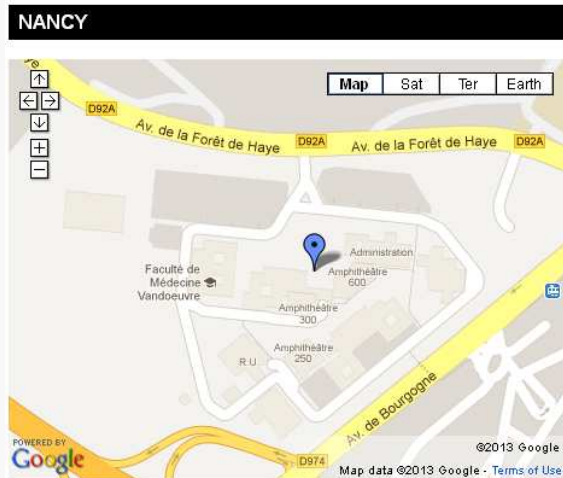 NANCY
Map Sat Ter Earth
D92A
Av. de la Forêt de Haye
D92A
Av. de la Forêt de Haye
D92A
Administration
Faculté de
Médecine
Vandoeuvre
Amphithéâtre
600
Amphithéâtre
300
Amphithéâtre
250
R.U
Av. de Bourgogne
D974
POWERED BY
Google
©2013 Google
Map data ©2013 Google - Terms of Use